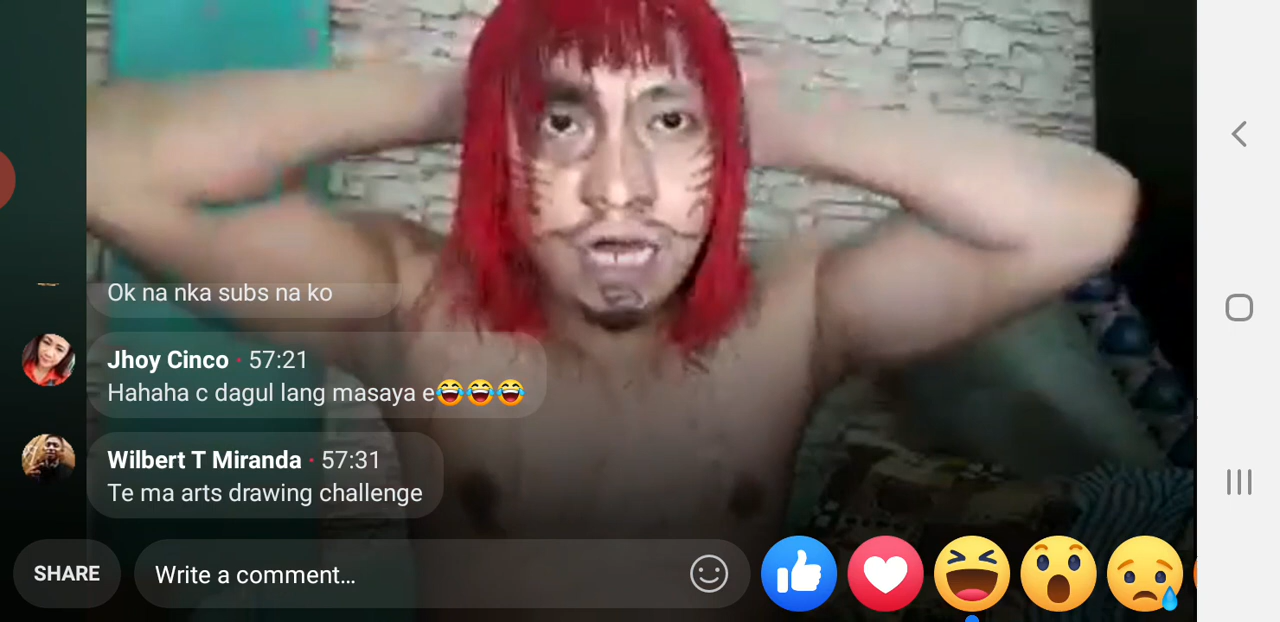 Ok na nka subs na ko
Jhoy Cinco · 57:21
Hahaha c dagul lang masaya e😂😂😂
Wilbert T Miranda · 57:31
Te ma arts drawing challenge
SHARE
Write a comment...